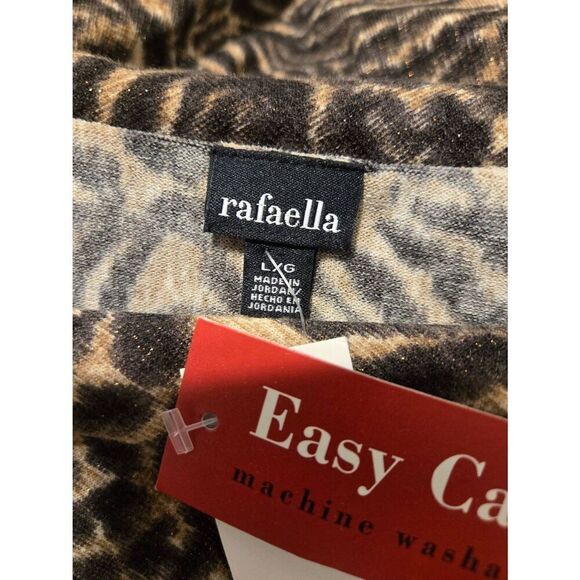 rafaella
L/G
MADE IN
JORDAN/
HECHO EN
JORDANIA
Easy Ca
machine washa